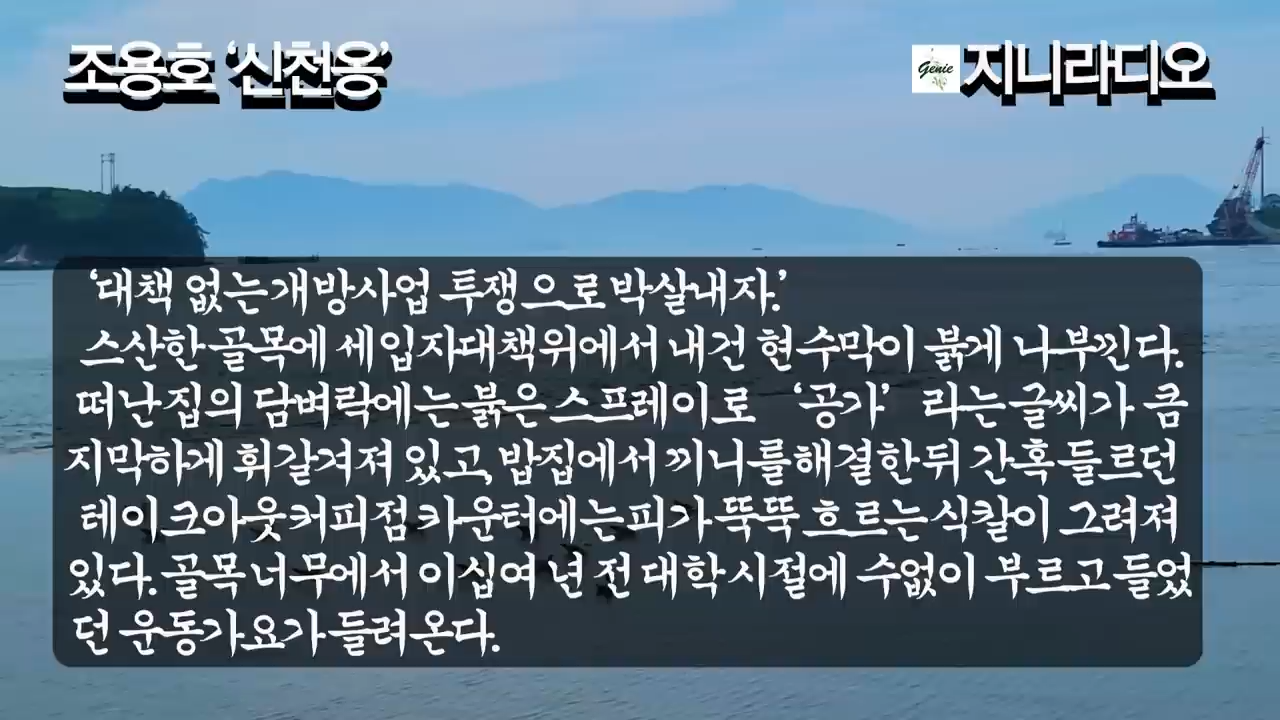 조용호 ‘신천옹’
Genie
지니라디오
‘대책 없는 개방사업 투쟁으로 박살내자.’
스산한 골목에 세입자대책위에서 내건 현수막이 붉게 나부낀다.
떠난 집의 담벼락에는 붉은 스프레이로 ‘공가’ 라는 글씨가 큼
지막하게 휘갈겨져 있고, 밥집에서 끼니를 해결한 뒤 간혹 들르던
테이크아웃 커피점 카운터에는 피가 뚝뚝 흐르는 식칼이 그려져
있다. 골목 너무에서 이십여 년 전 대학시절에 수없이 부르고 들었
던 운동가요가 들려온다.